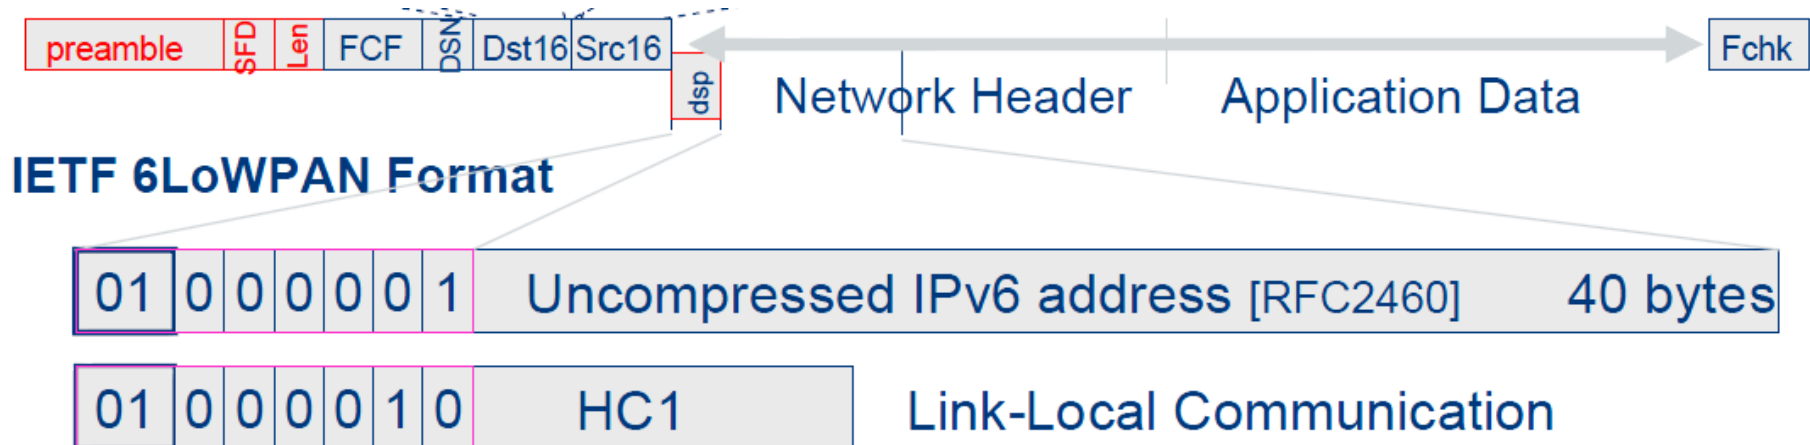 preamble SFD Len FCF DSN Dst16 Src16 Fchk
dsp Network Header Application Data
IETF 6LoWPAN Format
01 0 0 0 0 0 1 Uncompressed IPv6 address [RFC2460] 40 bytes
01 0 0 0 0 1 0 HC1 Link-Local Communication